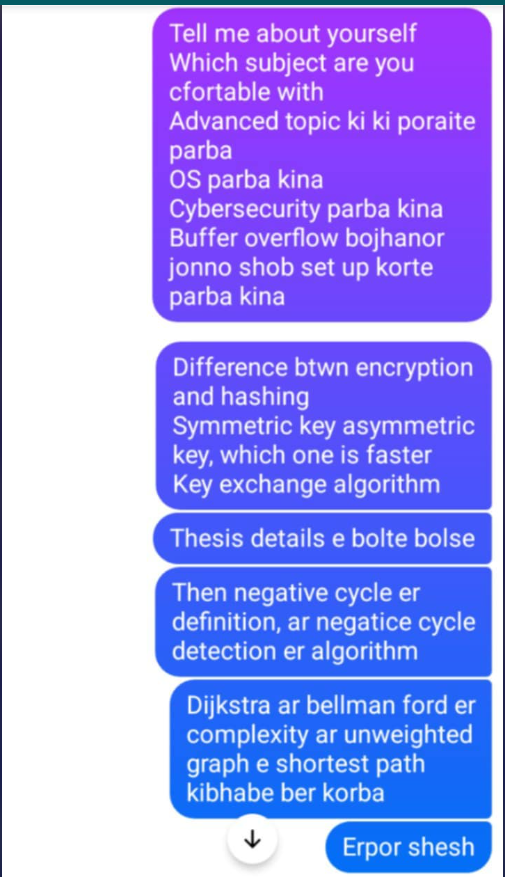 Tell me about yourself
Which subject are you
cfortable with
Advanced topic ki ki poraite
parba
OS parba kina
Cybersecurity parba kina
Buffer overflow bojhanor
jonno shob set up korte
parba kina
Difference btwn encryption
and hashing
Symmetric key asymmetric
key, which one is faster
Key exchange algorithm
Thesis details e bolte bolse
Then negative cycle er
definition, ar negatice cycle
detection er algorithm
Dijkstra ar bellman ford er
complexity ar unweighted
graph e shortest path
kibhabe ber korba
Erpor shesh